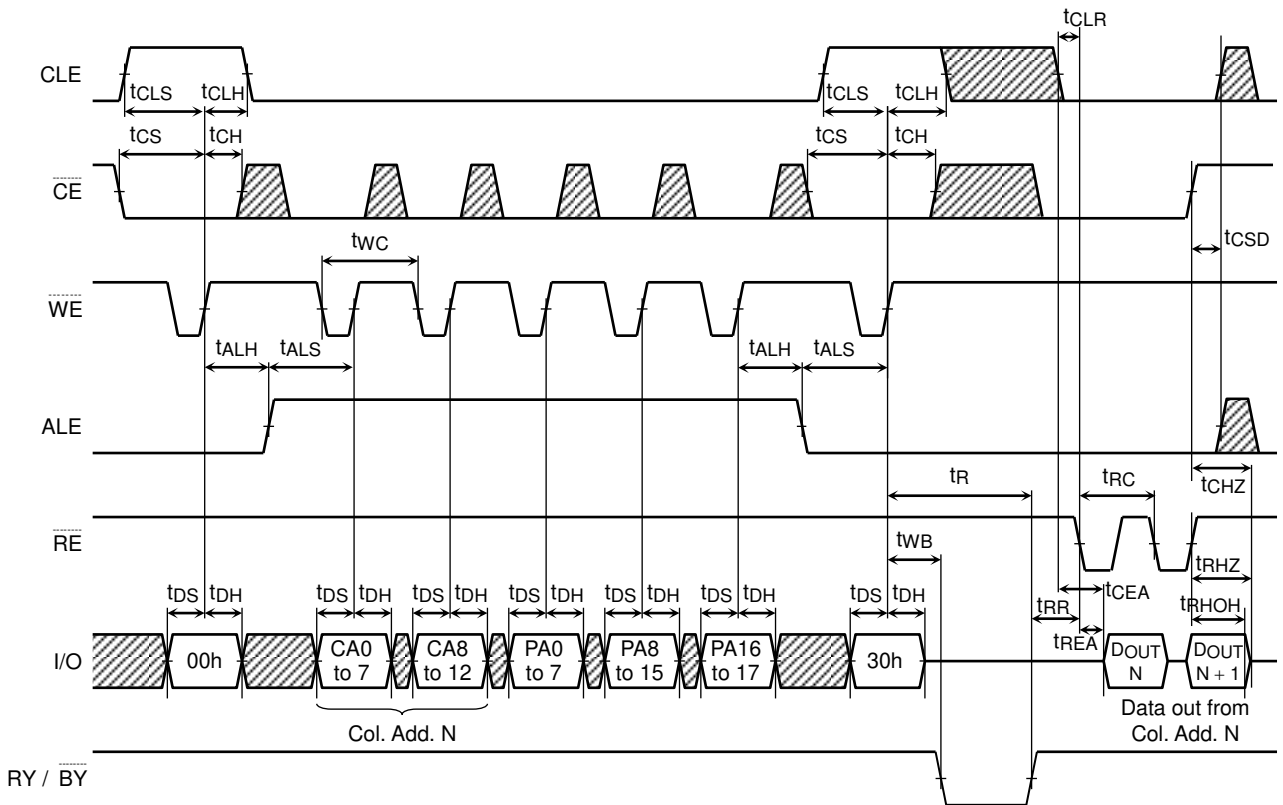 tCLR
CLE
tCLS tCLH tCLS tCLH
tCS tCH tCS tCH
CE
tWC tCSD
WE
tALH tALS tALH tALS
ALE
tR tRC tCHZ
RE
tWB
tDS tDH tDS tDH tDS tDH tDS tDH tDS tDH tDS tDH tDS tDH tRHZ
tCEA
tRR tRHOH
tREA
I/O 00h CA0 to 7 CA8 to 12 PA0 to 7 PA8 to 15 PA16 to 17 30h DOUT N DOUT N + 1
Col. Add. N
Data out from
Col. Add. N
RY / BY